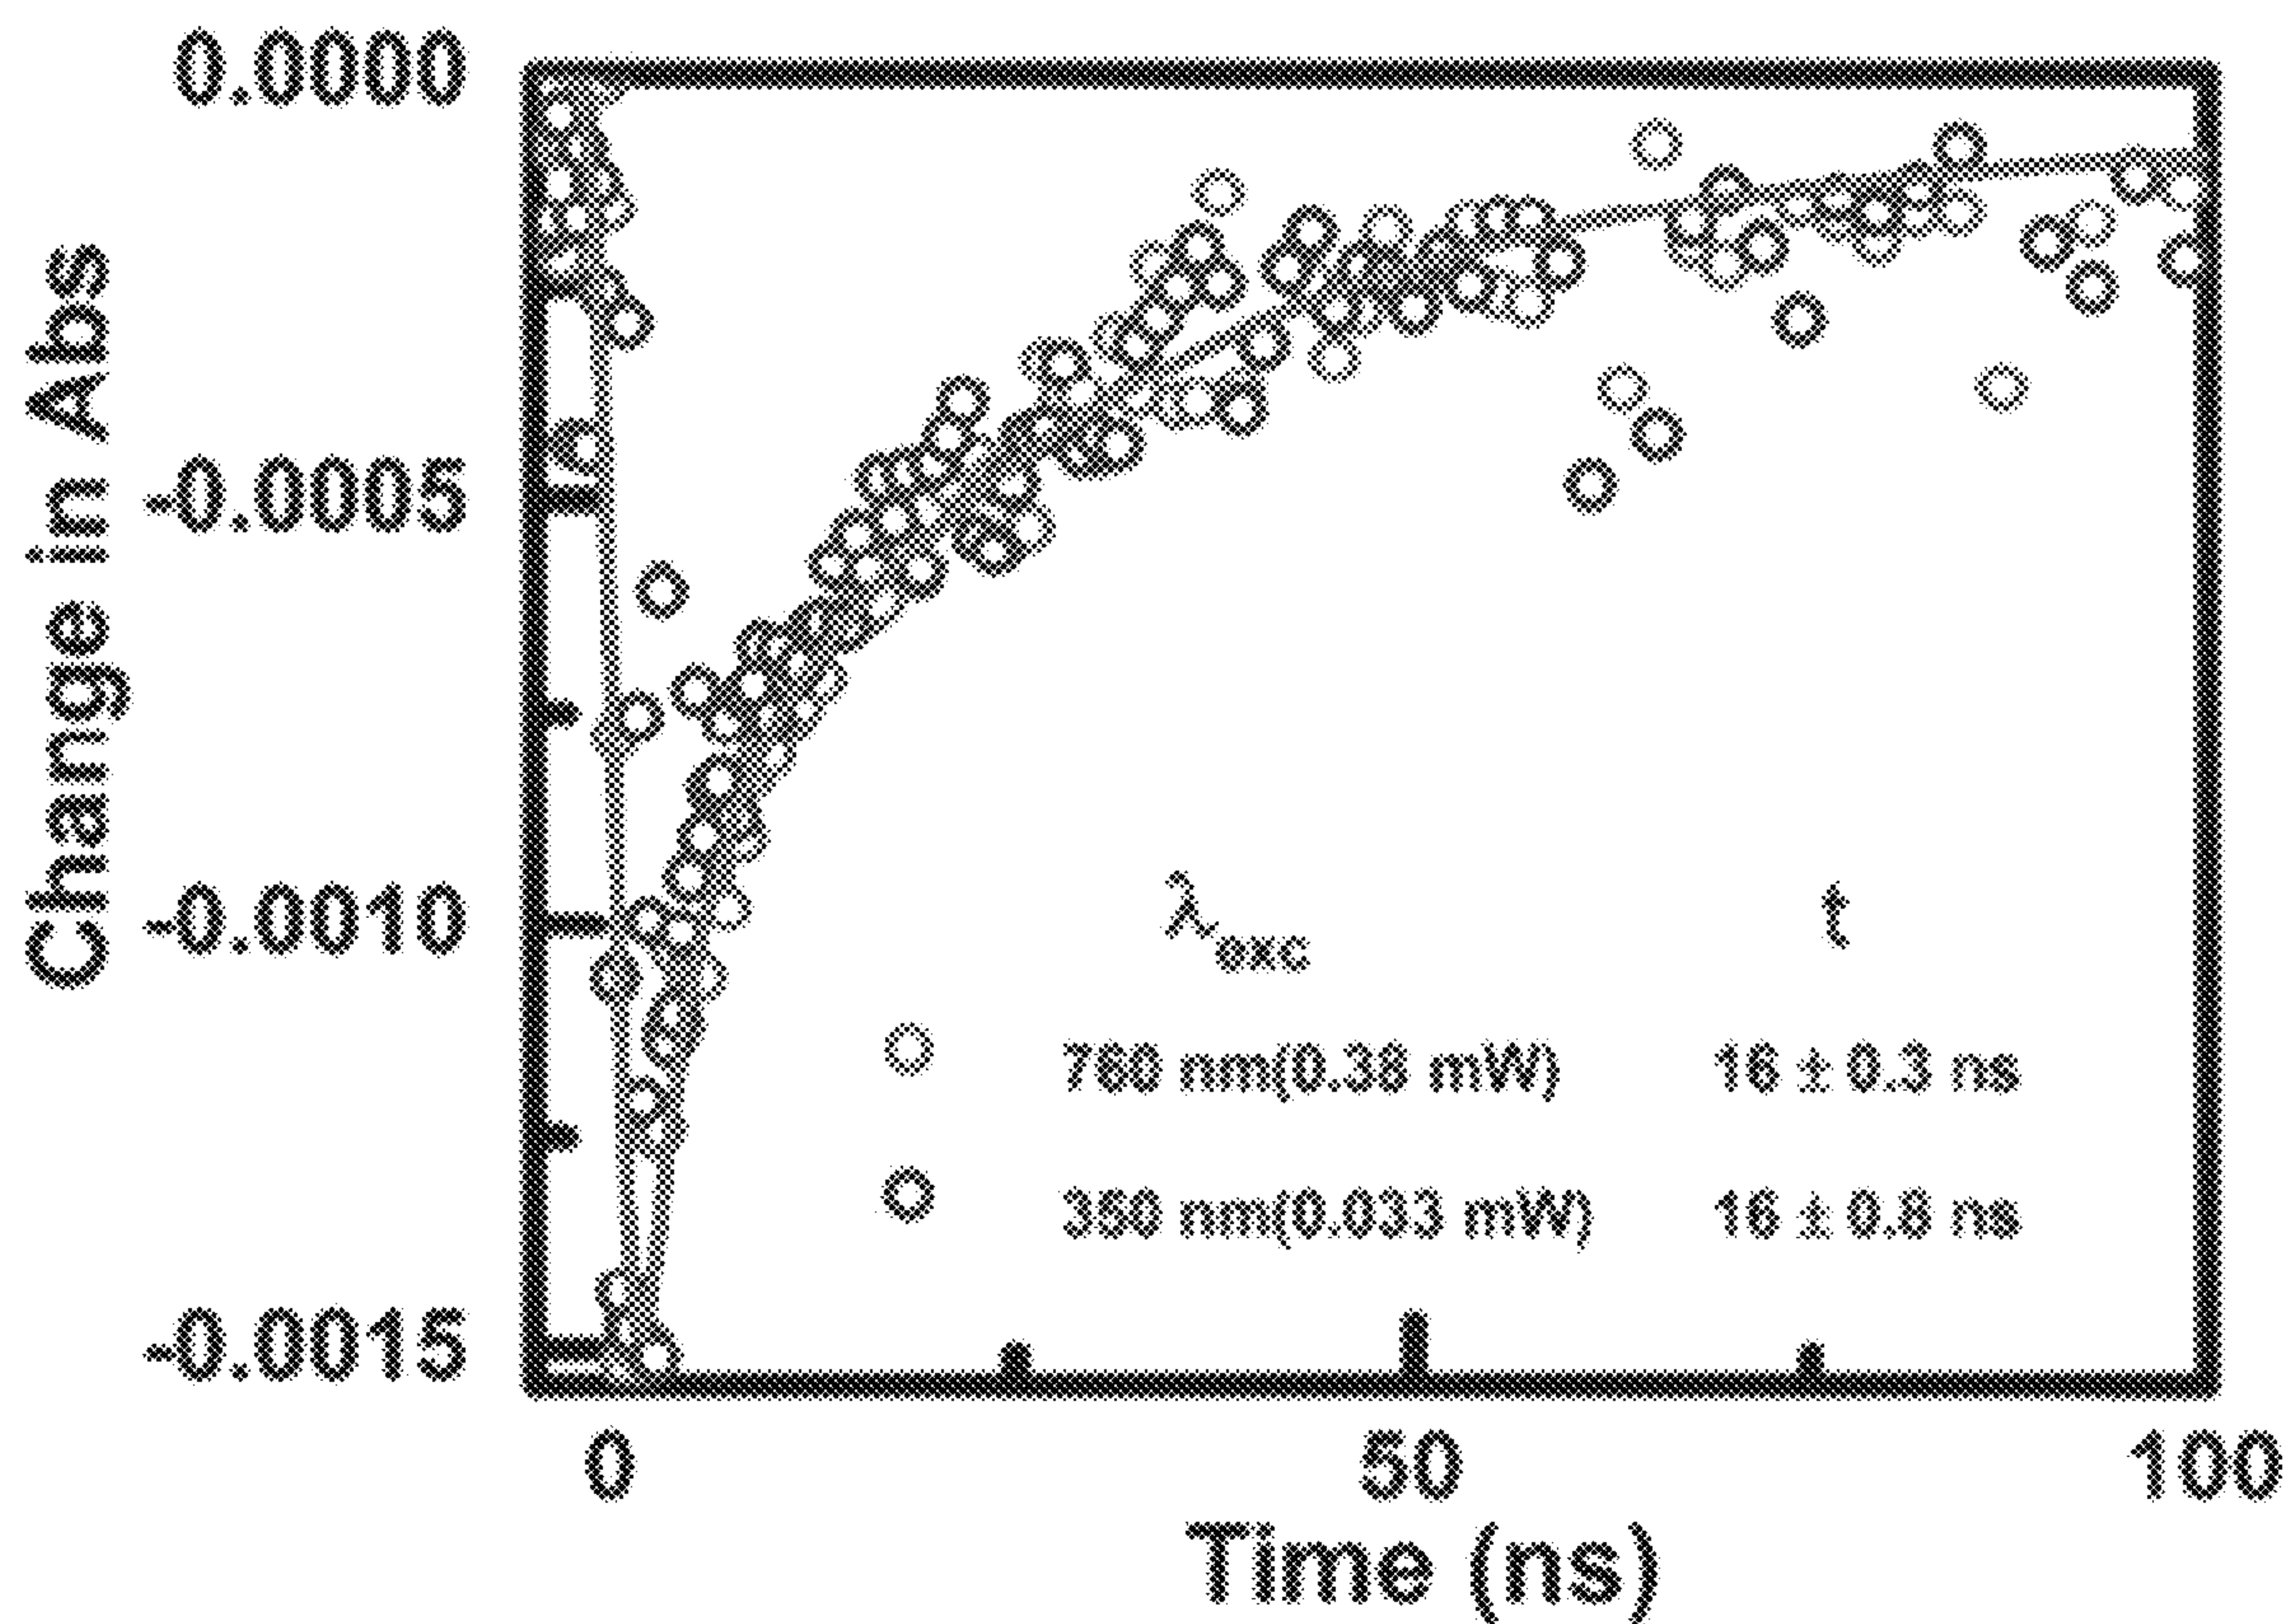 0.0000
-0.0005
-0.0010
-0.0015
Change in Abs
λexc t
760 nm(0.38 mW) 16 ± 0.3 ns
350 nm(0.033 mW) 16 ± 0.8 ns
0 50 100
Time (ns)